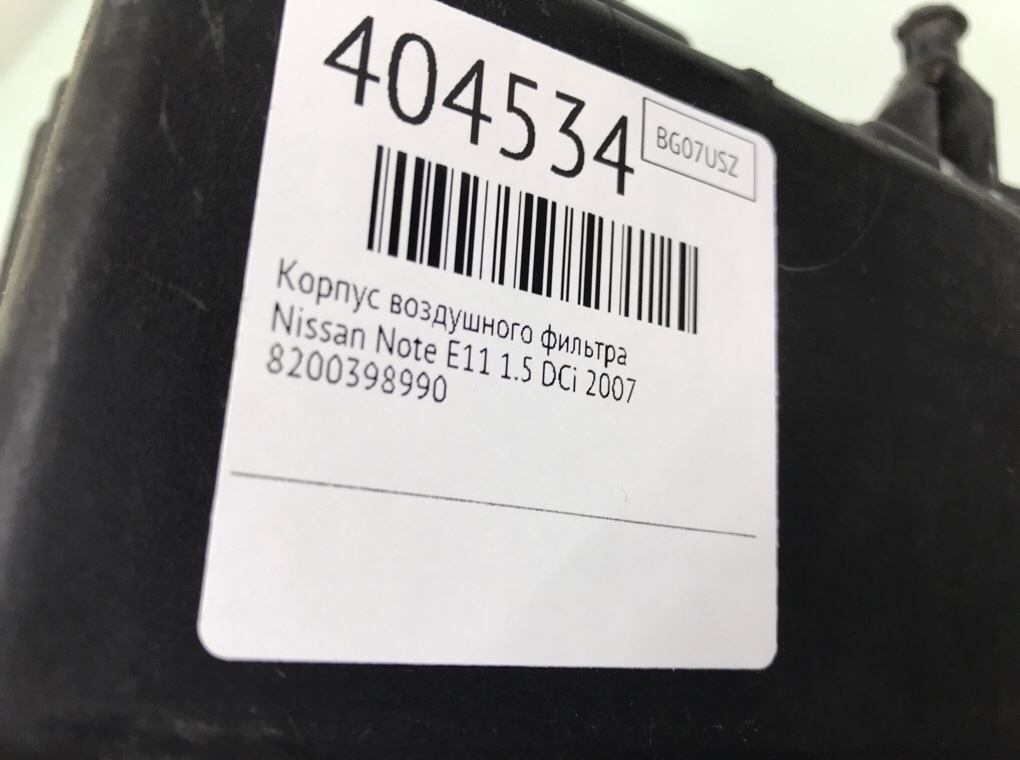 404534
BG07USZ
Корпус воздушного фильтра
Nissan Note E11 1.5 DCi 2007
8200398990